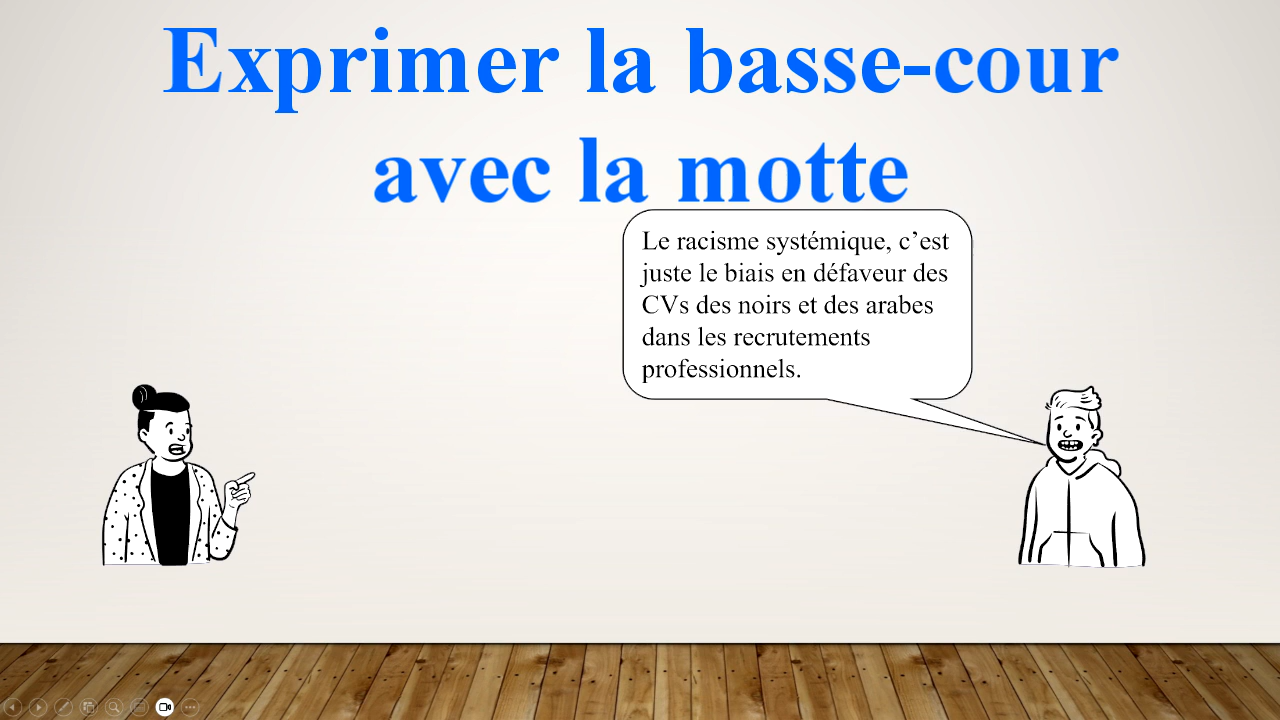 Exprimer la basse-cour
avec la motte
Le racisme systémique, c’est
juste le biais en défaveur des
CVs des noirs et des arabes
dans les recrutements
professionnels.